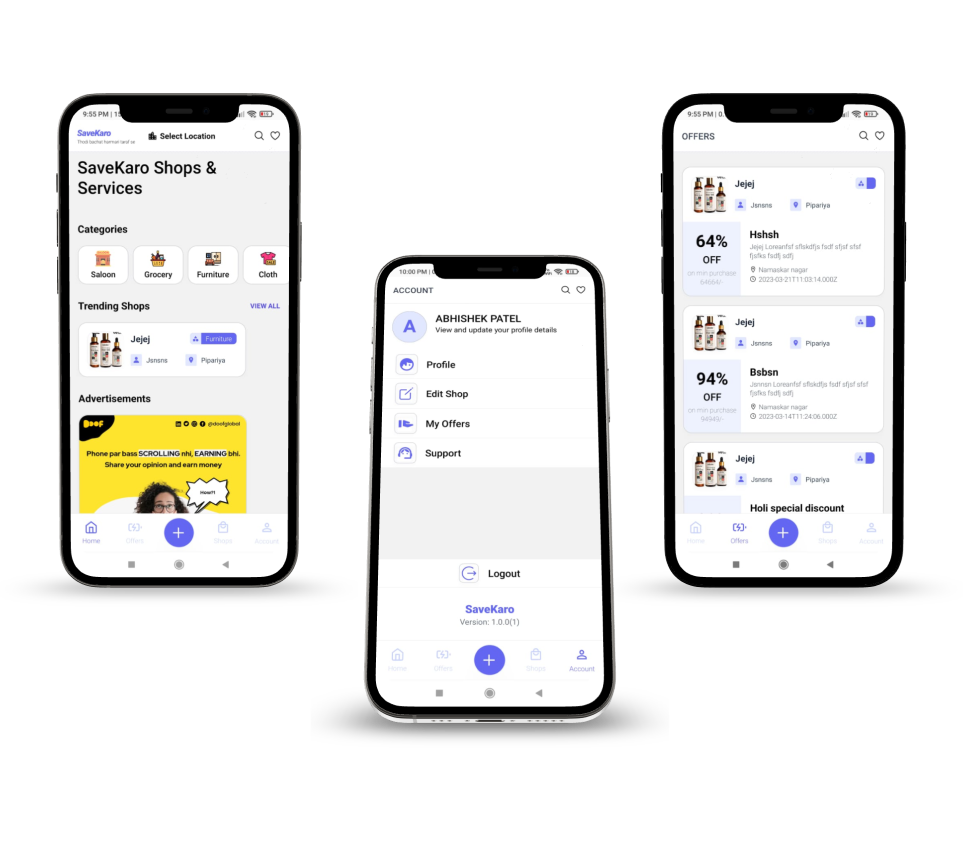 9:55 PM | 1
SaveKaro
Thodi bachat hamari taraf se
Select Location
SaveKaro Shops &
Services
Categories
Saloon
Grocery
Furniture
Cloth
Trending Shops
VIEW ALL
Jejej
Furniture
Jsnsns
Pipariya
Advertisements
DOOF
@doofglobal
Phone par bass SCROLLING nhi, EARNING bhi.
Share your opinion and earn money
How?!
Home
Offers
Shops
Account
10:00 PM | 0
ACCOUNT
A
ABHISHEK PATEL
View and update your profile details
Profile
Edit Shop
My Offers
Support
Logout
SaveKaro
Version: 1.0.0(1)
Home
Offers
Shops
Account
9:55 PM | 0.
OFFERS
Jejej
Jsnsns
Pipariya
64%
OFF
on min purchase
64664/-
Hshsh
Jejej Loreanfsf sflskdfjs fsdf sfjsf sfsf
fjsfks fsdfj sdfj
Namaskar nagar
2023-03-21T11:03:14.000Z
Jejej
Jsnsns
Pipariya
94%
OFF
on min purchase
94945/-
Bsbsn
Jsnnsn Loreanfsf sflskdfjs fsdf sfjsf sfsf
fjsfks fsdfj sdfj
Namaskar nagar
2023-03-14T11:24:06.000Z
Jejej
Jsnsns
Pipariya
Holi special discount
Home
Offers
Shops
Account